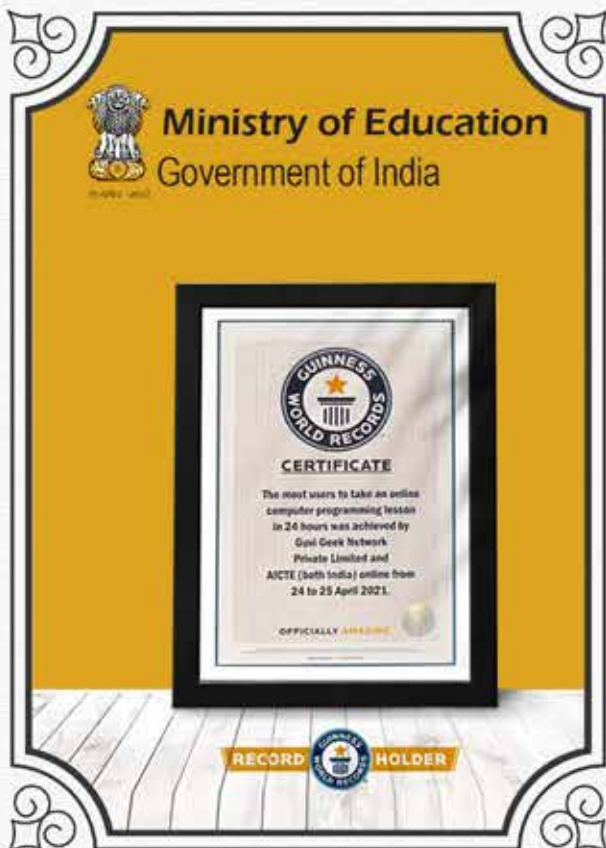 Ministry of Education
Government of India
GUINNESS
WORLD RECORDS
CERTIFICATE
The most users to take an online
computer programming lesson
in 24 hours was achieved by
Guvi Geek Network
Private Limited and
AICTE (both India) online from
24 to 25 April 2021.
OFFICIALLY AMAZING
RECORD
GUINNESS
WORLD RECORDS
HOLDER